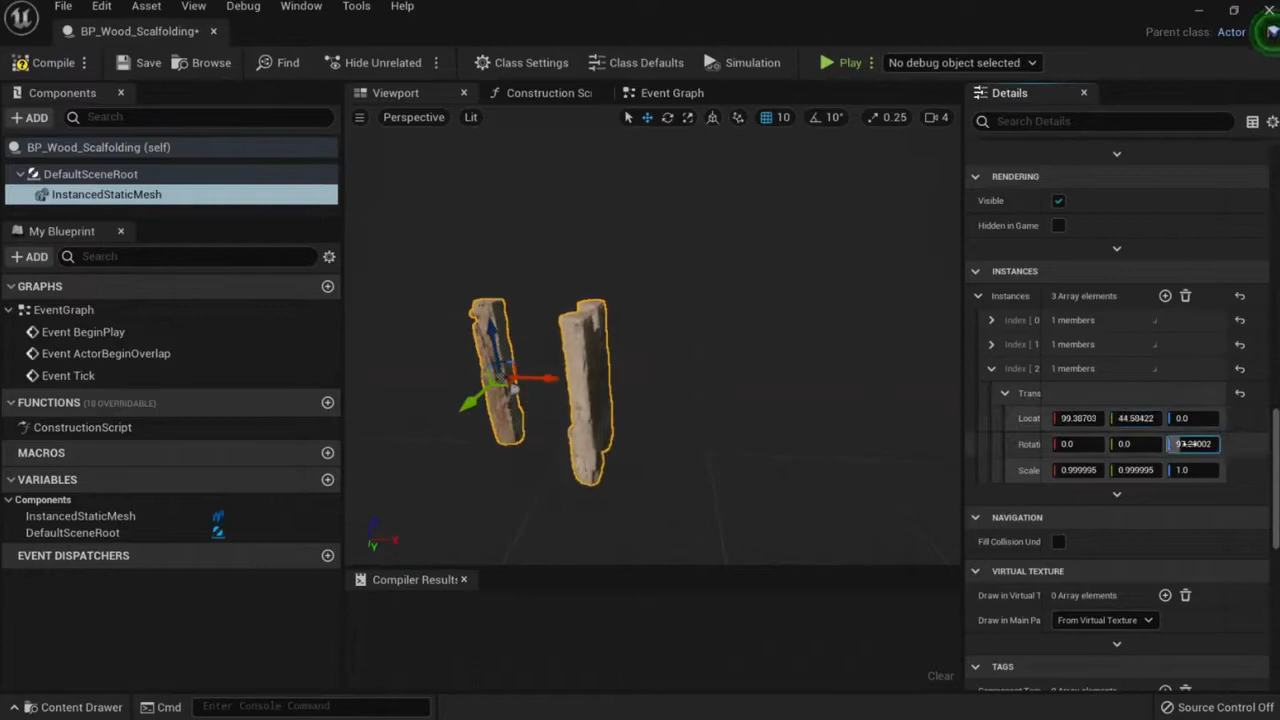 File Edit Asset View Debug Window Tools Help
BP_Wood_Scalfolding*
Parent class: Actor
Compile Save Browse Find Hide Unrelated Class Settings Class Defaults Simulation Play No debug object selected
Components Viewport Construction Sc Event Graph Details
ADD Search Perspective Lit 10 10° 0.25 4 Search Details
BP_Wood_Scalfolding (self)
DefaultSceneRoot
InstancedStaticMesh
My Blueprint
ADD Search
GRAPHS
EventGraph
Event BeginPlay
Event ActorBeginOverlap
Event Tick
FUNCTIONS (18 OVERRIDABLE)
ConstructionScript
MACROS
VARIABLES
Components
InstancedStaticMesh
DefaultSceneRoot
EVENT DISPATCHERS
Z
X
Y
Compiler Results
Clear
RENDERING
Visible
Hidden in Game
INSTANCES
Instances 3 Array elements
Index [ 0 1 members
Index [ 1 1 members
Index [ 2 1 members
Trans
Locat 99.38703 44.50422 0.0
Rotati 0.0 0.0
Scale 0.999995 0.999995 1.0
NAVIGATION
Fill Collision Und
VIRTUAL TEXTURE
Draw in Virtual T 0 Array elements
Draw in Main Pa From Virtual Texture
TAGS
Content Drawer Cmd Enter Console Command Source Control Off